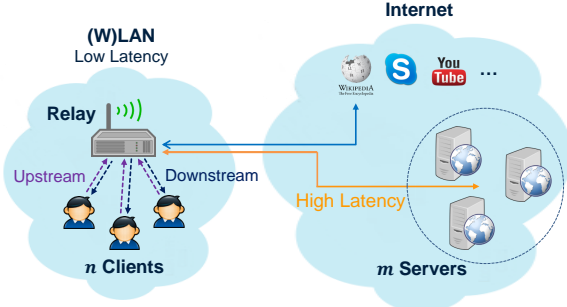 (W)LAN
Low Latency
Relay
Upstream
Downstream
n Clients
Internet
WIKIPEDIA
The Free Encyclopedia
S
You
Tube
...
High Latency
m Servers